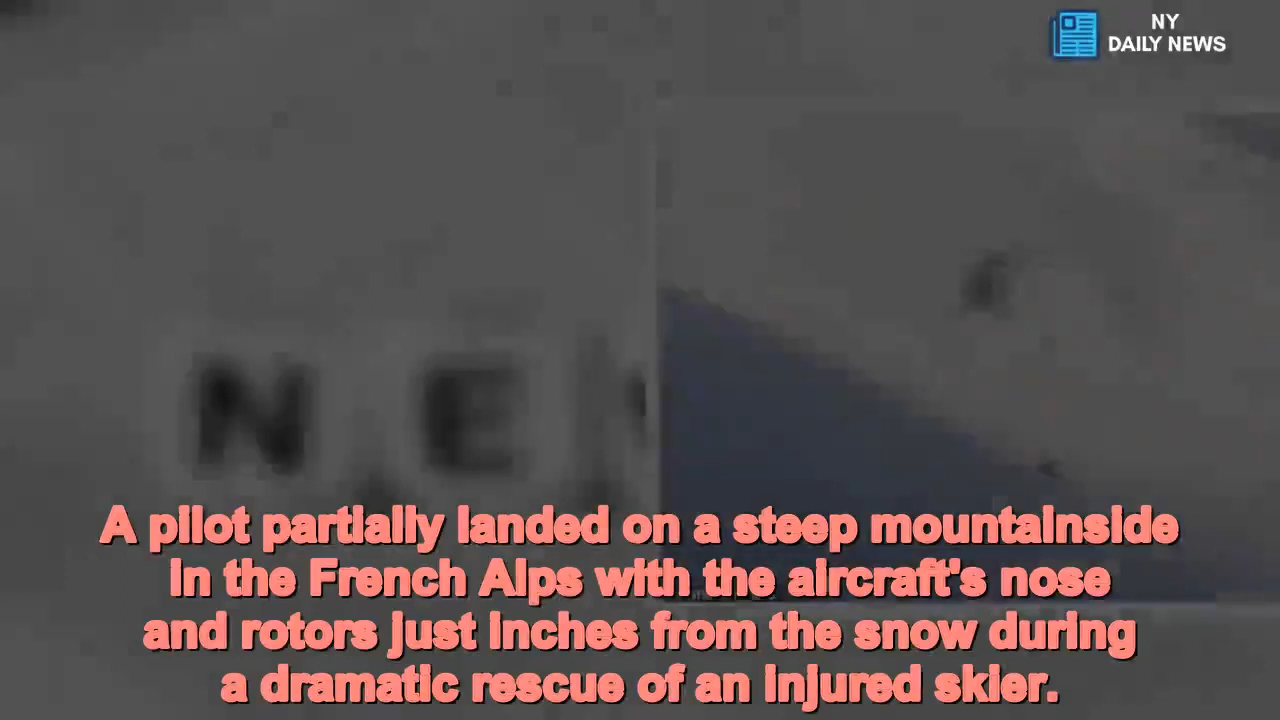 NY
DAILY NEWS
N E
A pilot partially landed on a steep mountainside
in the French Alps with the aircraft's nose
and rotors just inches from the snow during
a dramatic rescue of an injured skier.